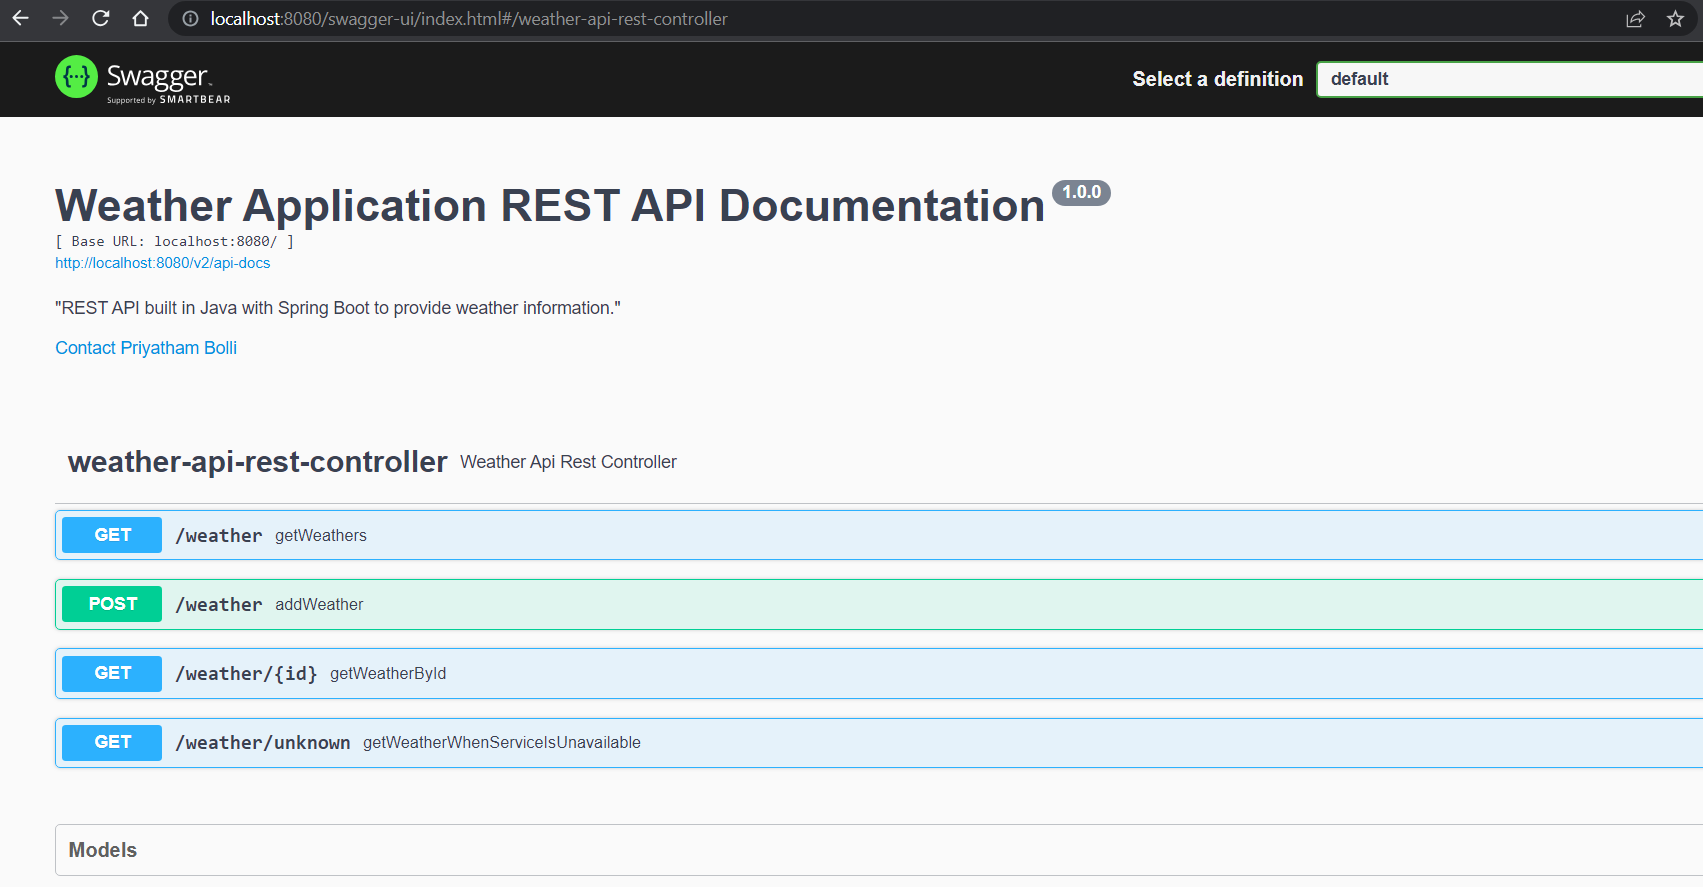 localhost:8080/swagger-ui/index.html#/weather-api-rest-controller
{···} Swagger
Supported by SMARTBEAR
Select a definition default
Weather Application REST API Documentation 1.0.0
[ Base URL: localhost:8080/ ]
http://localhost:8080/v2/api-docs
"REST API built in Java with Spring Boot to provide weather information."
Contact Priyatham Bolli
weather-api-rest-controller Weather Api Rest Controller
GET /weather getWeathers
POST /weather addWeather
GET /weather/{id} getWeatherById
GET /weather/unknown getWeatherWhenServiceIsUnavailable
Models